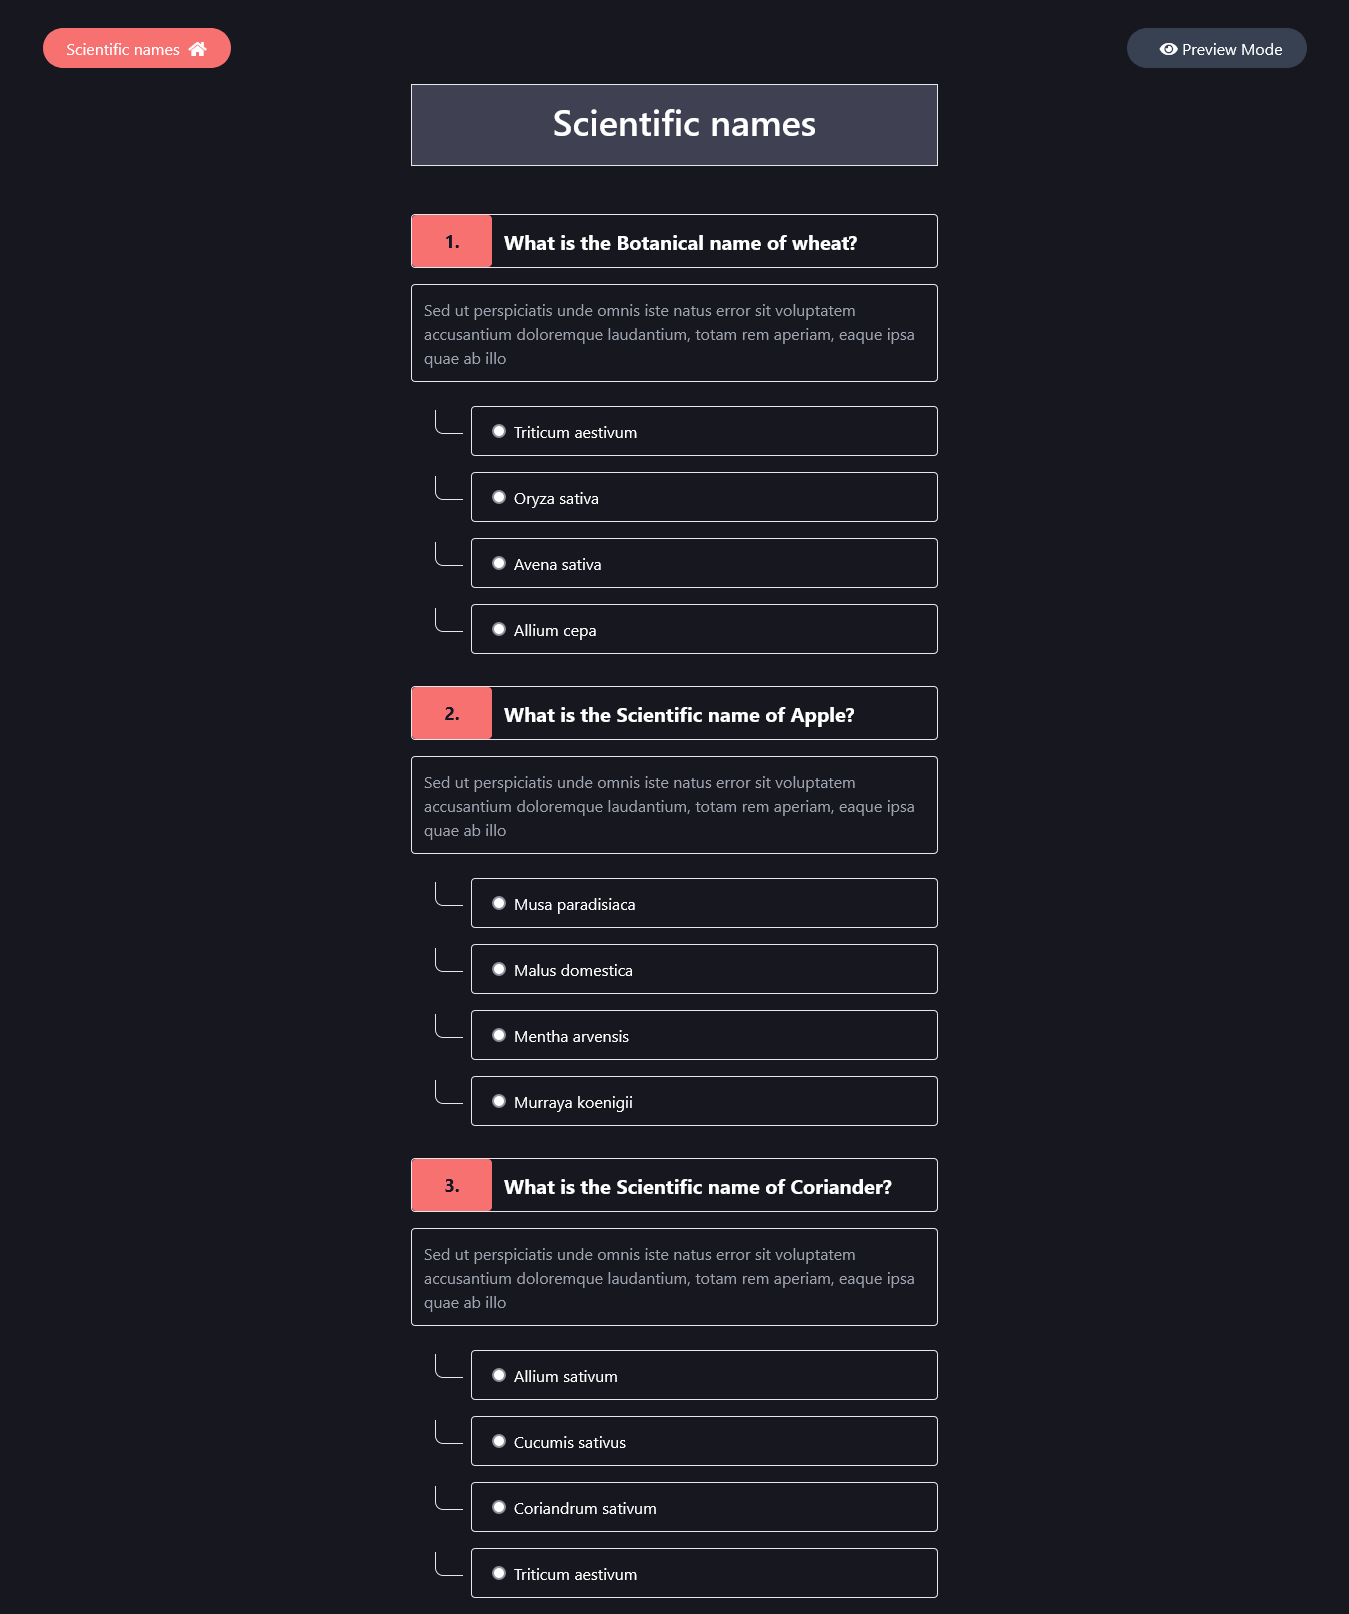 Scientific names
Preview Mode
Scientific names
1.
What is the Botanical name of wheat?
Sed ut perspiciatis unde omnis iste natus error sit voluptatem
accusantium doloremque laudantium, totam rem aperiam, eaque ipsa
quae ab illo
Triticum aestivum
Oryza sativa
Avena sativa
Allium cepa
2.
What is the Scientific name of Apple?
Sed ut perspiciatis unde omnis iste natus error sit voluptatem
accusantium doloremque laudantium, totam rem aperiam, eaque ipsa
quae ab illo
Musa paradisiaca
Malus domestica
Mentha arvensis
Murraya koenigii
3.
What is the Scientific name of Coriander?
Sed ut perspiciatis unde omnis iste natus error sit voluptatem
accusantium doloremque laudantium, totam rem aperiam, eaque ipsa
quae ab illo
Allium sativum
Cucumis sativus
Coriandrum sativum
Triticum aestivum